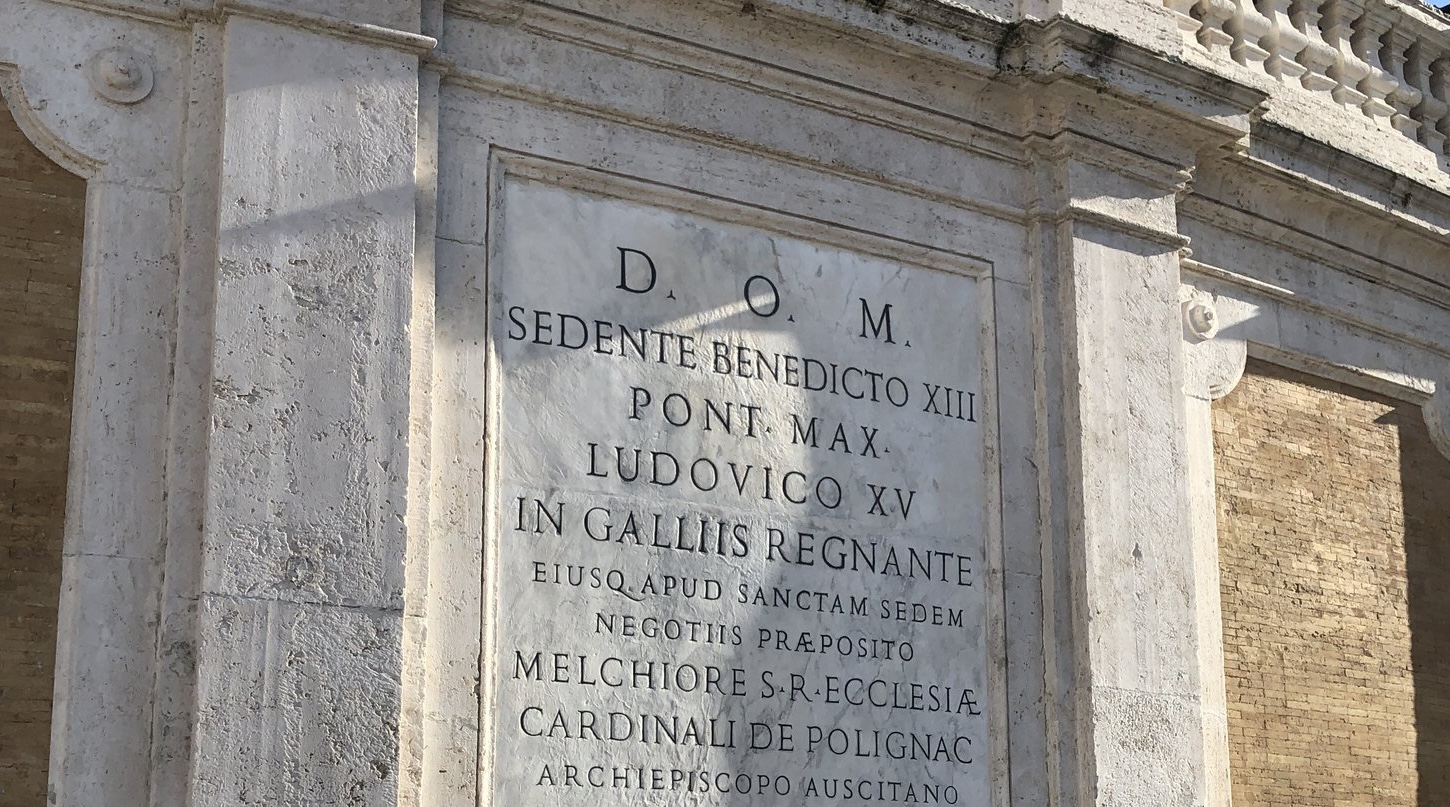 D. O. M.
SEDENTE BENEDICTO XIII
PONT. MAX.
LUDOVICO XV
IN GALLIIS REGNANTE
EIUSQ. APUD SANCTAM SEDEM
NEGOTIIS PRÆPOSITO
MELCHIORE S·R·ECCLESIÆ
CARDINALI DE POLIGNAC
ARCHIEPISCOPO AUSCITANO